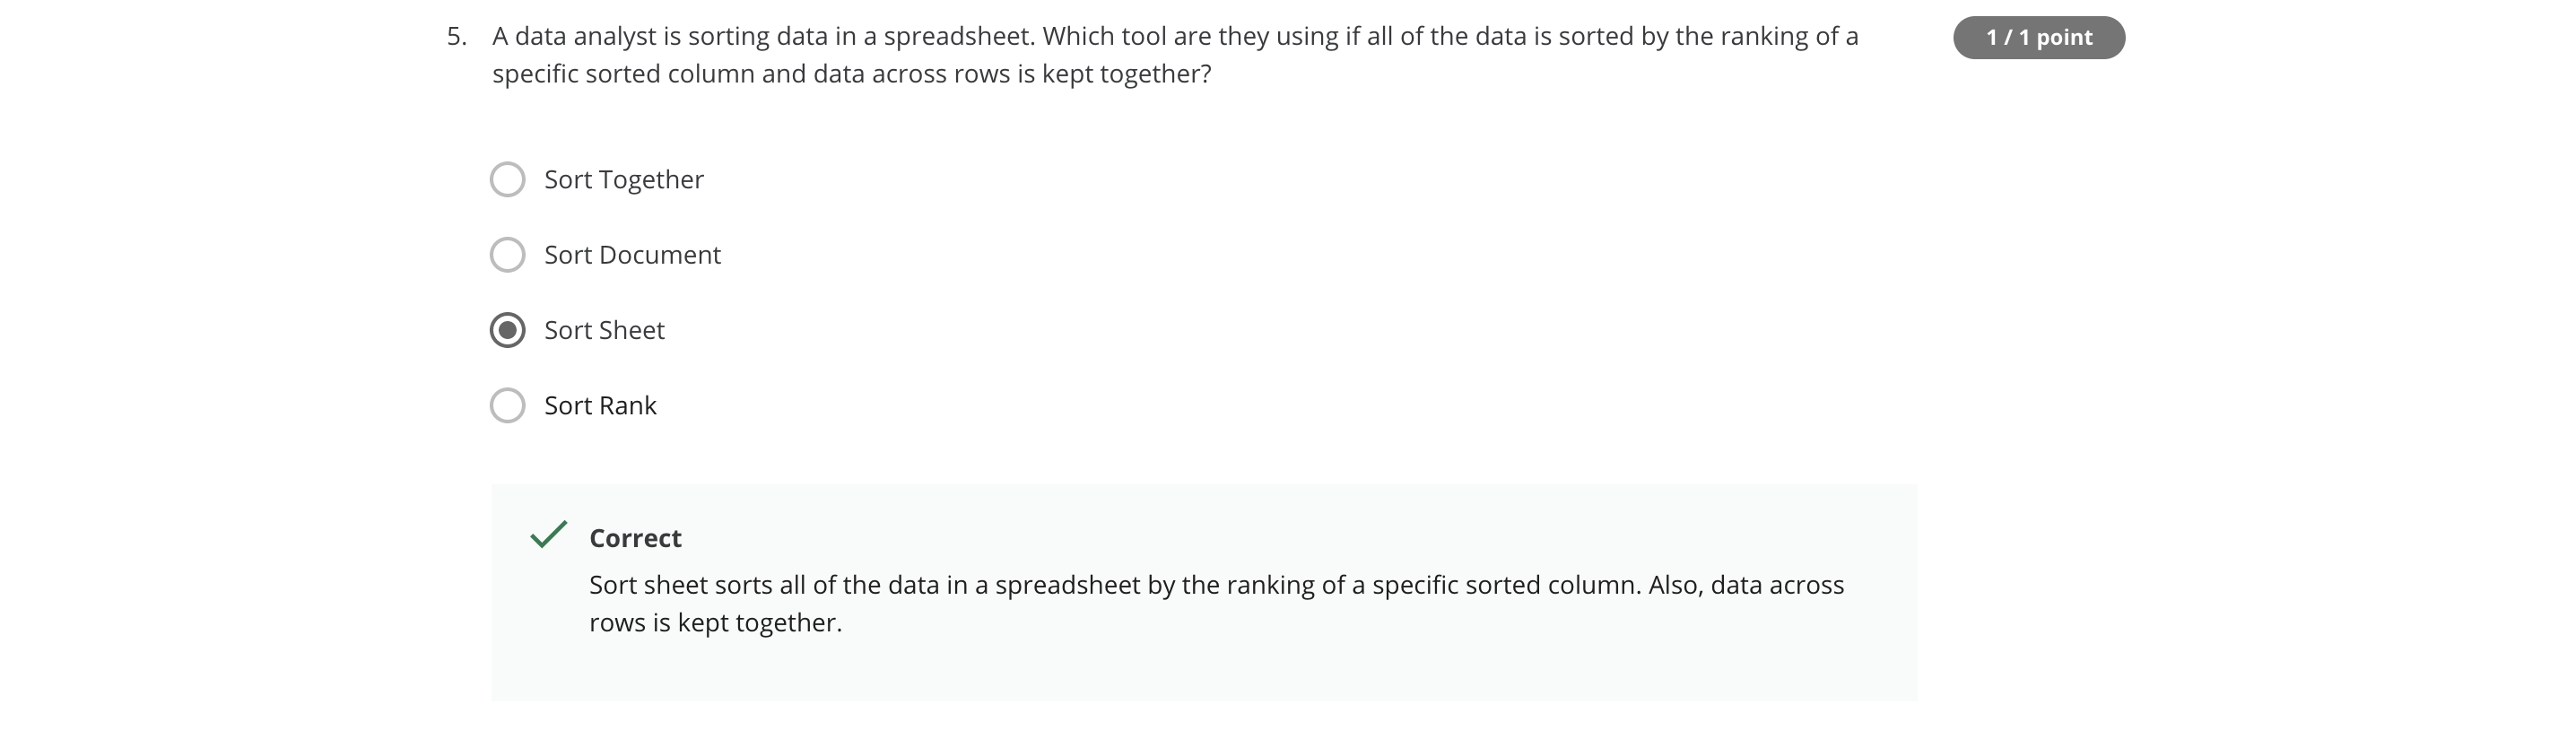 5. A data analyst is sorting data in a spreadsheet. Which tool are they using if all of the data is sorted by the ranking of a
1 / 1 point
specific sorted column and data across rows is kept together?
Sort Together
Sort Document
Sort Sheet
Sort Rank
Correct
Sort sheet sorts all of the data in a spreadsheet by the ranking of a specific sorted column. Also, data across
rows is kept together.